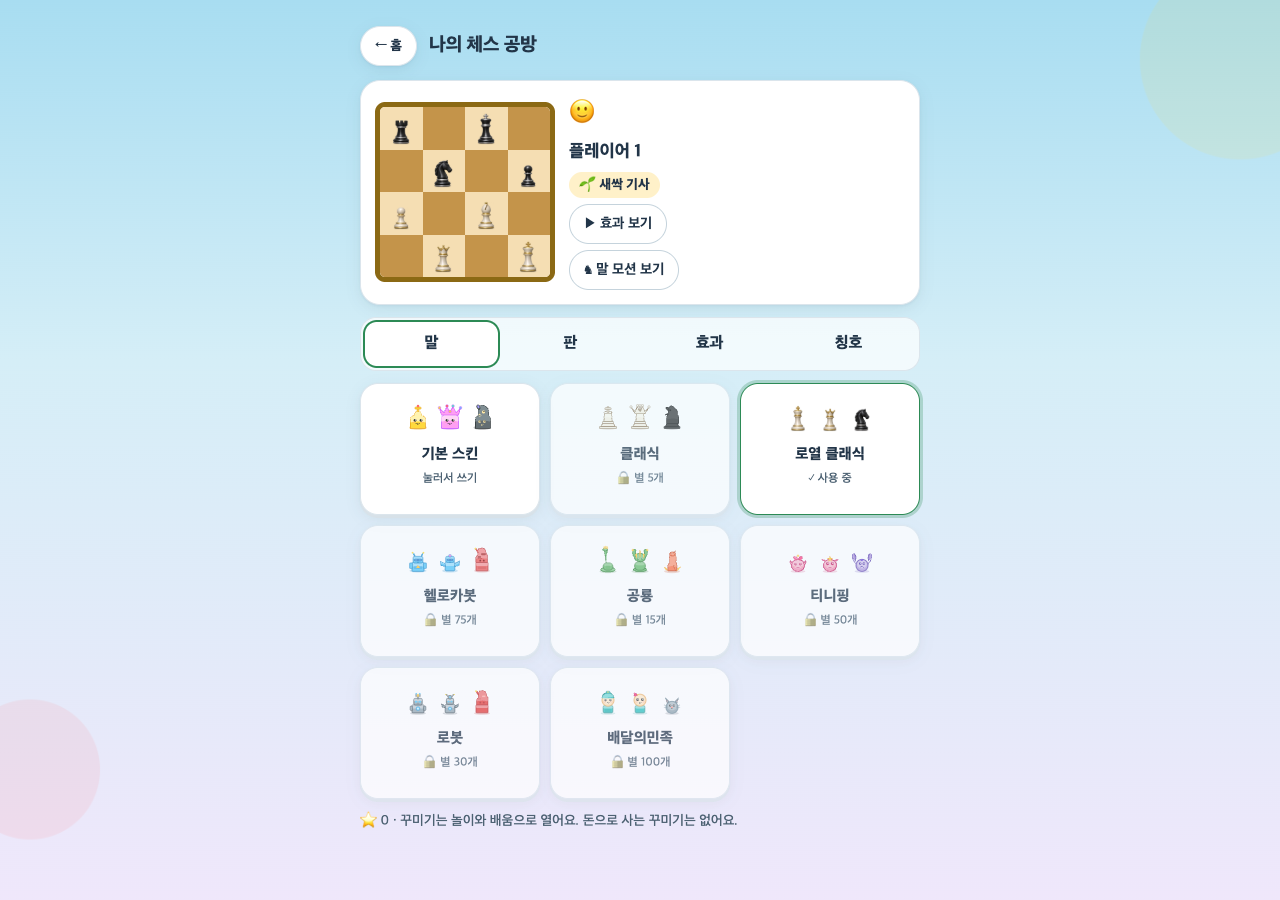 ← 홈
나의 체스 공방
플레이어 1
새싹 기사
▶ 효과 보기
♞ 말 모션 보기
말 판 효과 칭호
기본 스킨
눌러서 쓰기
클래식
별 5개
로열 클래식
✓ 사용 중
헬로카봇
별 75개
공룡
별 15개
티니핑
별 50개
로봇
별 30개
배달의민족
별 100개
0 · 꾸미기는 놀이와 배움으로 열어요. 돈으로 사는 꾸미기는 없어요.